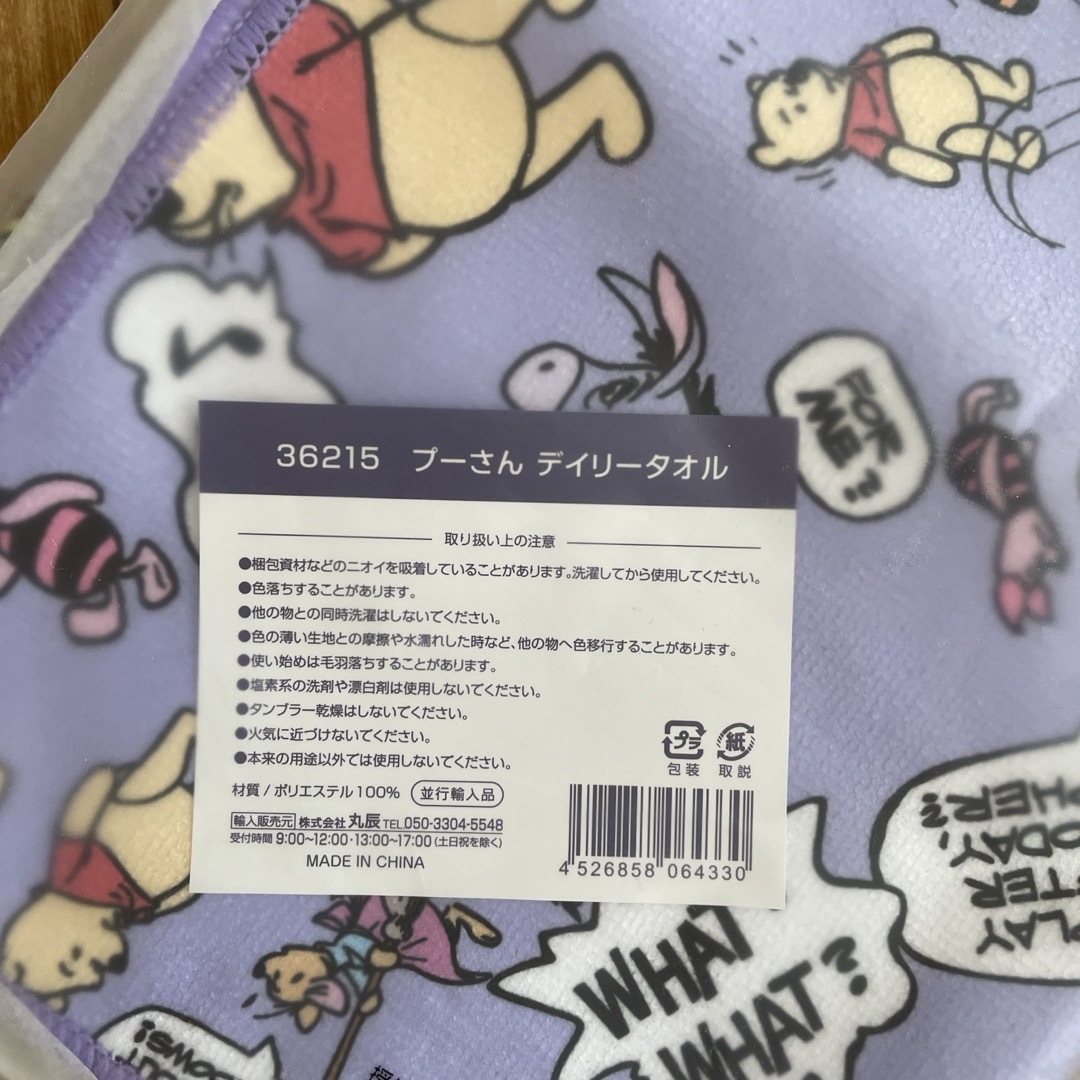 FOR
ME?
36215 プーさん デイリータオル
取り扱い上の注意
●梱包資材などのニオイを吸着していることがあります。洗濯してから使用してください。
●色落ちすることがあります。
●他の物との同時洗濯はしないでください。
●色の薄い生地との摩擦や水濡れした時など、他の物へ色移行することがあります。
●使い始めは毛羽落ちすることがあります。
●塩素系の洗剤や漂白剤は使用しないでください。
●タンブラー乾燥はしないでください。
●火気に近づけないでください。
●本来の用途以外では使用しないでください。
プラ 紙
包装 取説
材質/ポリエステル100% 並行輸入品
輸入販売元 株式会社 丸辰 TEL050-3304-5548
受付時間 9:00~12:00・13:00~17:00(土日祝を除く)
MADE IN CHINA
4 526858 064330
WHAT
WHAT